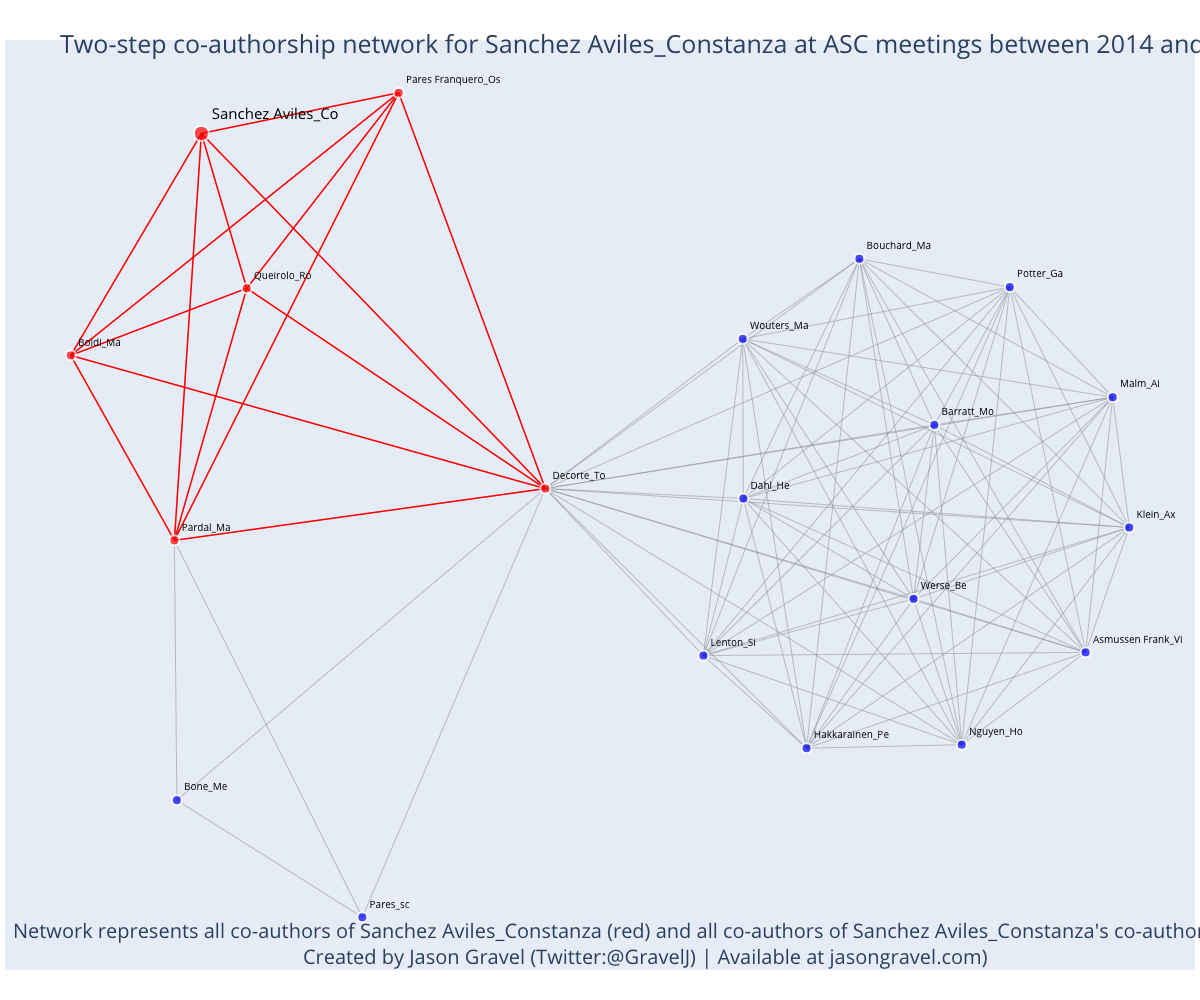 Two-step co-authorship network for Sanchez Aviles_Constanza at ASC meetings between 2014 and
Pares Franquero_Os
Sanchez Aviles_Co
Bouchard_Ma
Potter_Ga
Queirolo_Ro
Wouters_Ma
Boidi_Ma
Malm_Ai
Barratt_Mo
Decorte_To
Dahl_He
Klein_Ax
Pardal_Ma
Werse_Be
Lenton_Si
Asmussen Frank_Vi
Hakkarainen_Pe
Nguyen_Ho
Bone_Me
Pares_sc
Network represents all co-authors of Sanchez Aviles_Constanza (red) and all co-authors of Sanchez Aviles_Constanza's co-author
Created by Jason Gravel (Twitter:@GravelJ) | Available at jasongravel.com)